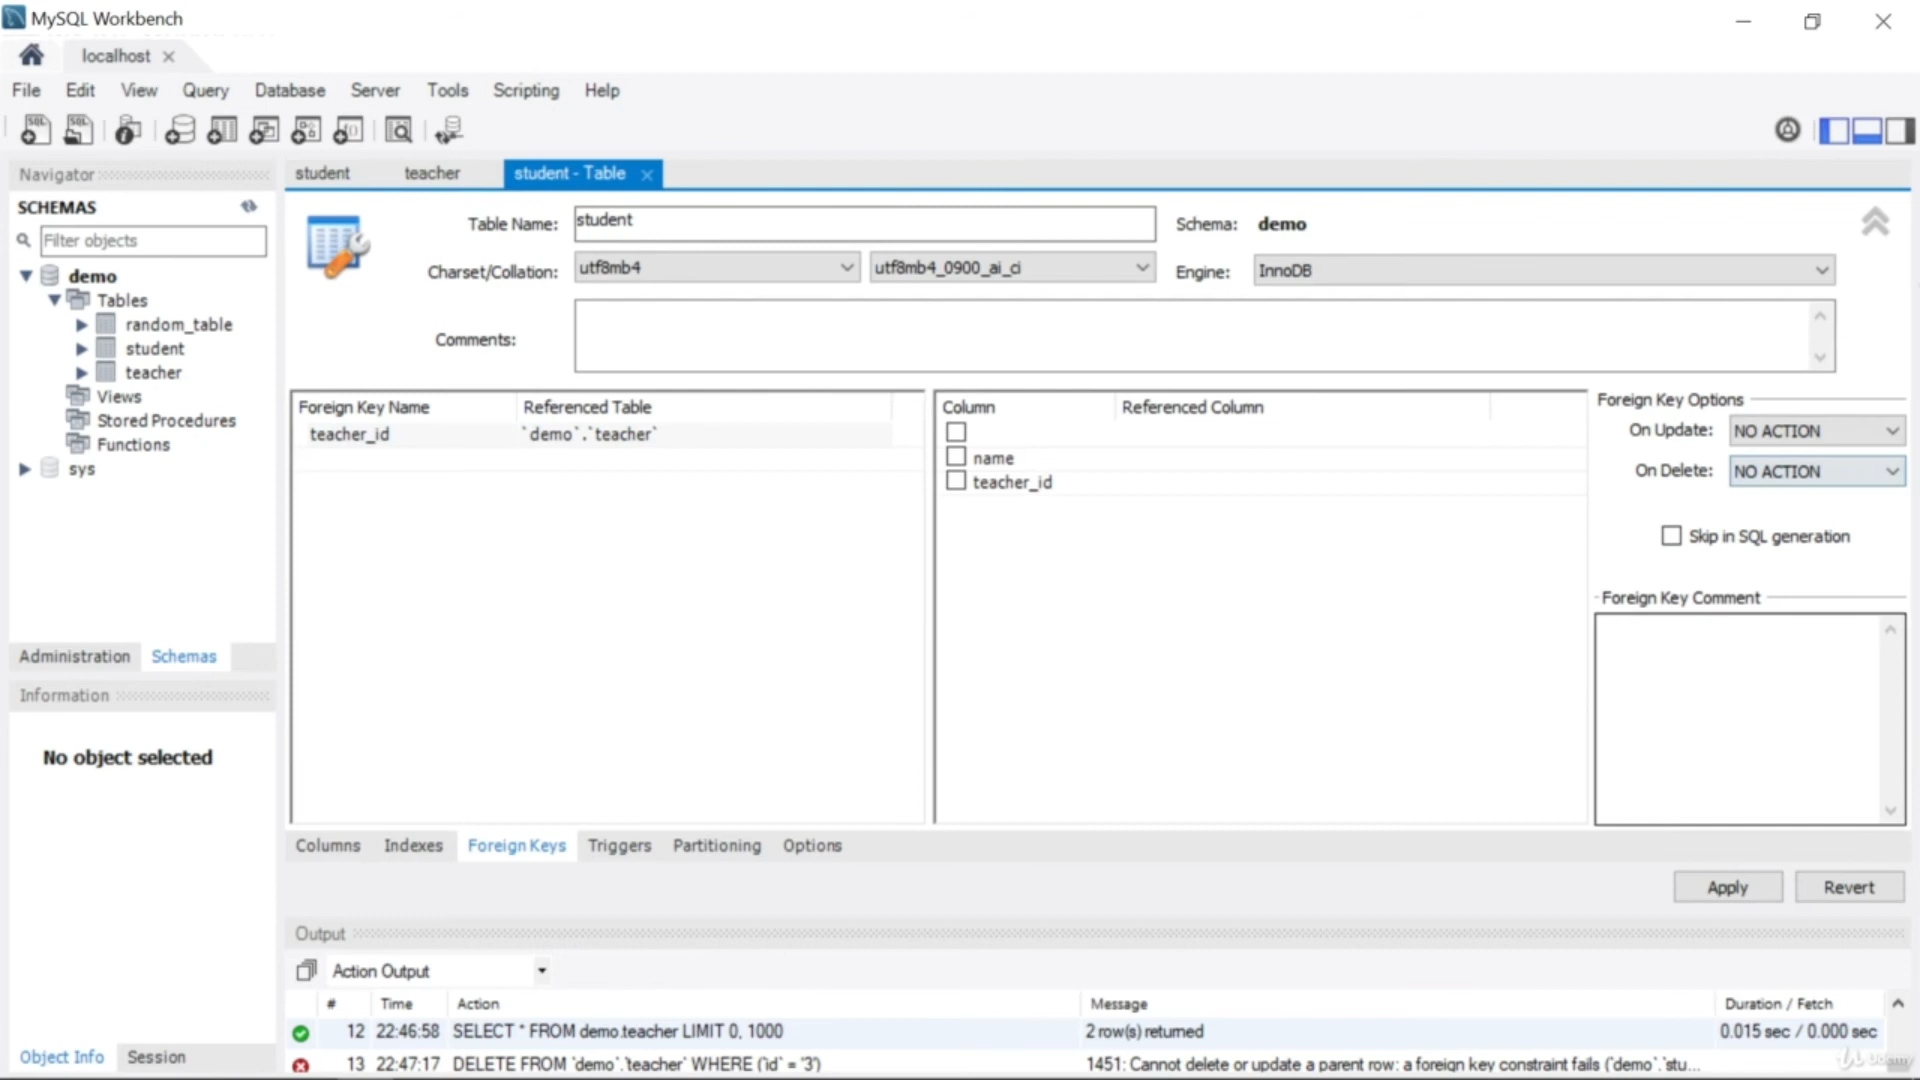 MySQL Workbench
localhost
File Edit View Query Database Server Tools Scripting Help
Navigator
SCHEMAS
Filter objects
demo
Tables
random_table
student
teacher
Views
Stored Procedures
Functions
sys
Administration Schemas
Information
No object selected
Object Info Session
student teacher student - Table
Table Name: student Schema: demo
Charset/Collation: utf8mb4 utf8mb4_0900_ai_ci Engine: InnoDB
Comments:
Foreign Key Name Referenced Table
teacher_id `demo`.`teacher`
Column Referenced Column
name
teacher_id
Foreign Key Options
On Update: NO ACTION
On Delete: NO ACTION
Skip in SQL generation
Foreign Key Comment
Columns Indexes Foreign Keys Triggers Partitioning Options
Apply Revert
Output
Action Output
# Time Action Message Duration / Fetch
12 22:46:58 SELECT * FROM demo.teacher LIMIT 0, 1000 2 row(s) returned 0.015 sec / 0.000 sec
13 22:47:17 DELETE FROM `demo`.`teacher` WHERE (`id` = '3') 1451: Cannot delete or update a parent row: a foreign key constraint fails (`demo`.`stu...
Udemy